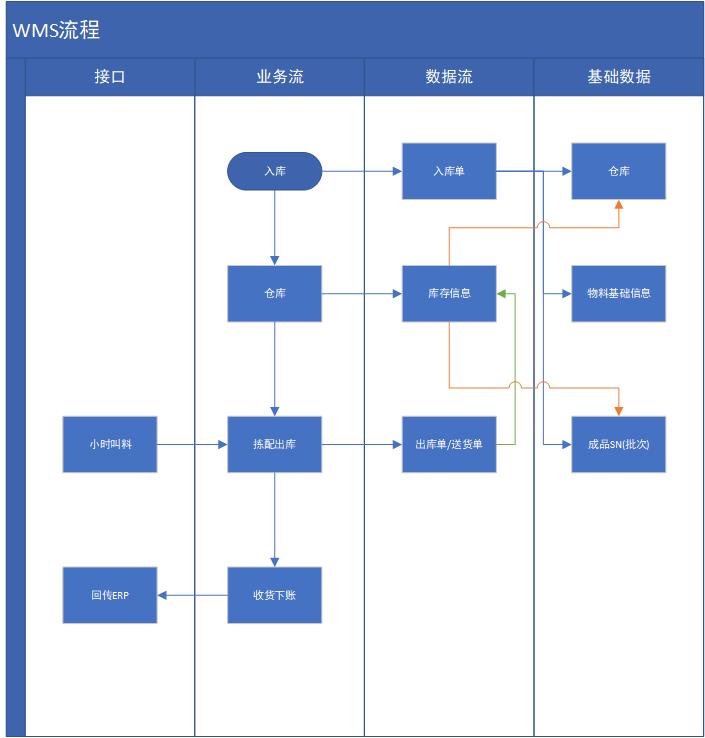 WMS流程
接口
业务流
数据流
基础数据
入库
入库单
仓库
仓库
库存信息
物料基础信息
小时叫料
拣配出库
出库单/送货单
成品SN(批次)
回传ERP
收货下账